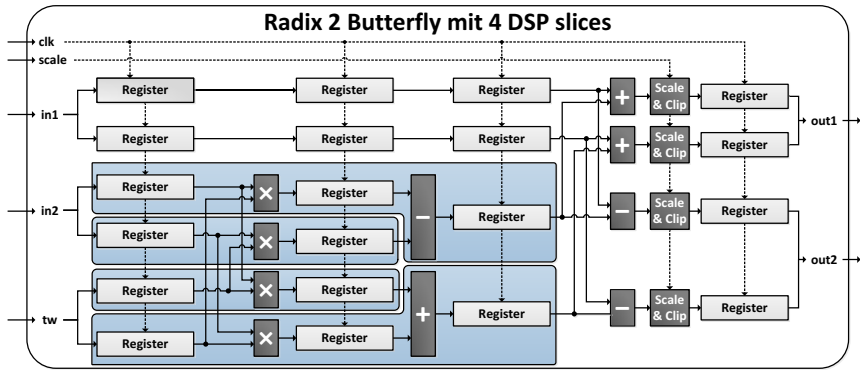 Radix 2 Butterfly mit 4 DSP slices
clk
scale
in1
Register
Register
Register
+
Scale
& Clip
Register
out1
Register
Register
Register
+
Scale
& Clip
Register
in2
Register
×
Register
−
Register
−
Scale
& Clip
Register
out2
Register
×
Register
tw
Register
×
Register
+
Register
−
Scale
& Clip
Register
Register
×
Register